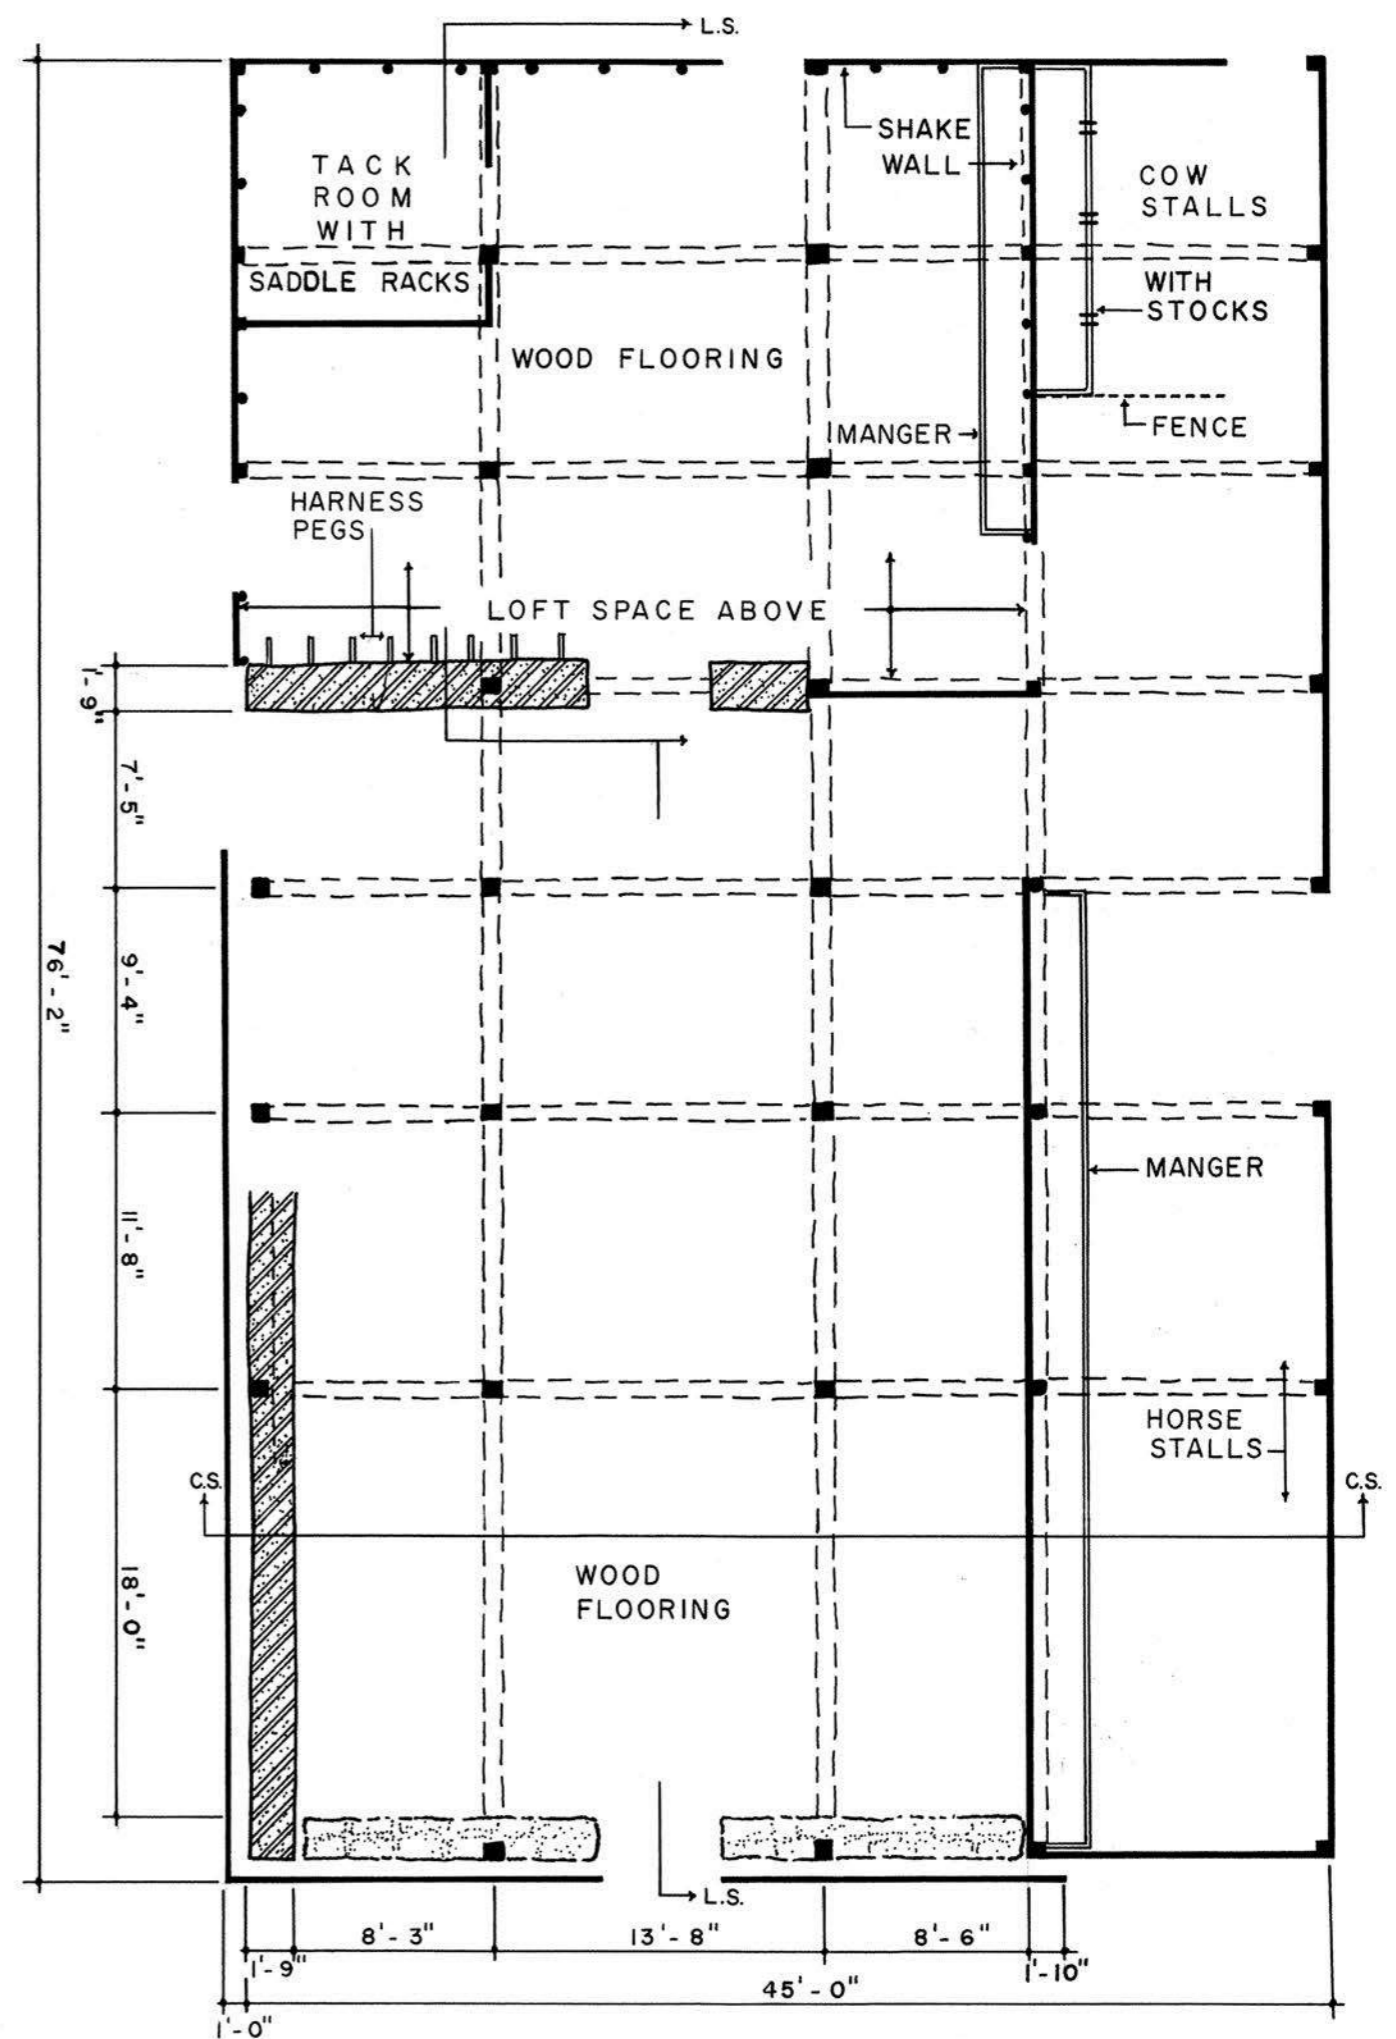 L.S.
SHAKE
WALL
TACK
ROOM
WITH
SADDLE RACKS
COW
STALLS
WITH
STOCKS
WOOD FLOORING
FENCE
MANGER
HARNESS
PEGS
LOFT SPACE ABOVE
1'-9"
7'-5"
76'-2"
9'-4"
MANGER
11'-8"
HORSE
STALLS
C.S.
C.S.
WOOD
FLOORING
18'-0"
L.S.
8'-3"
13'-8"
8'-6"
1'-9"
1'-10"
45'-0"
1'-0"